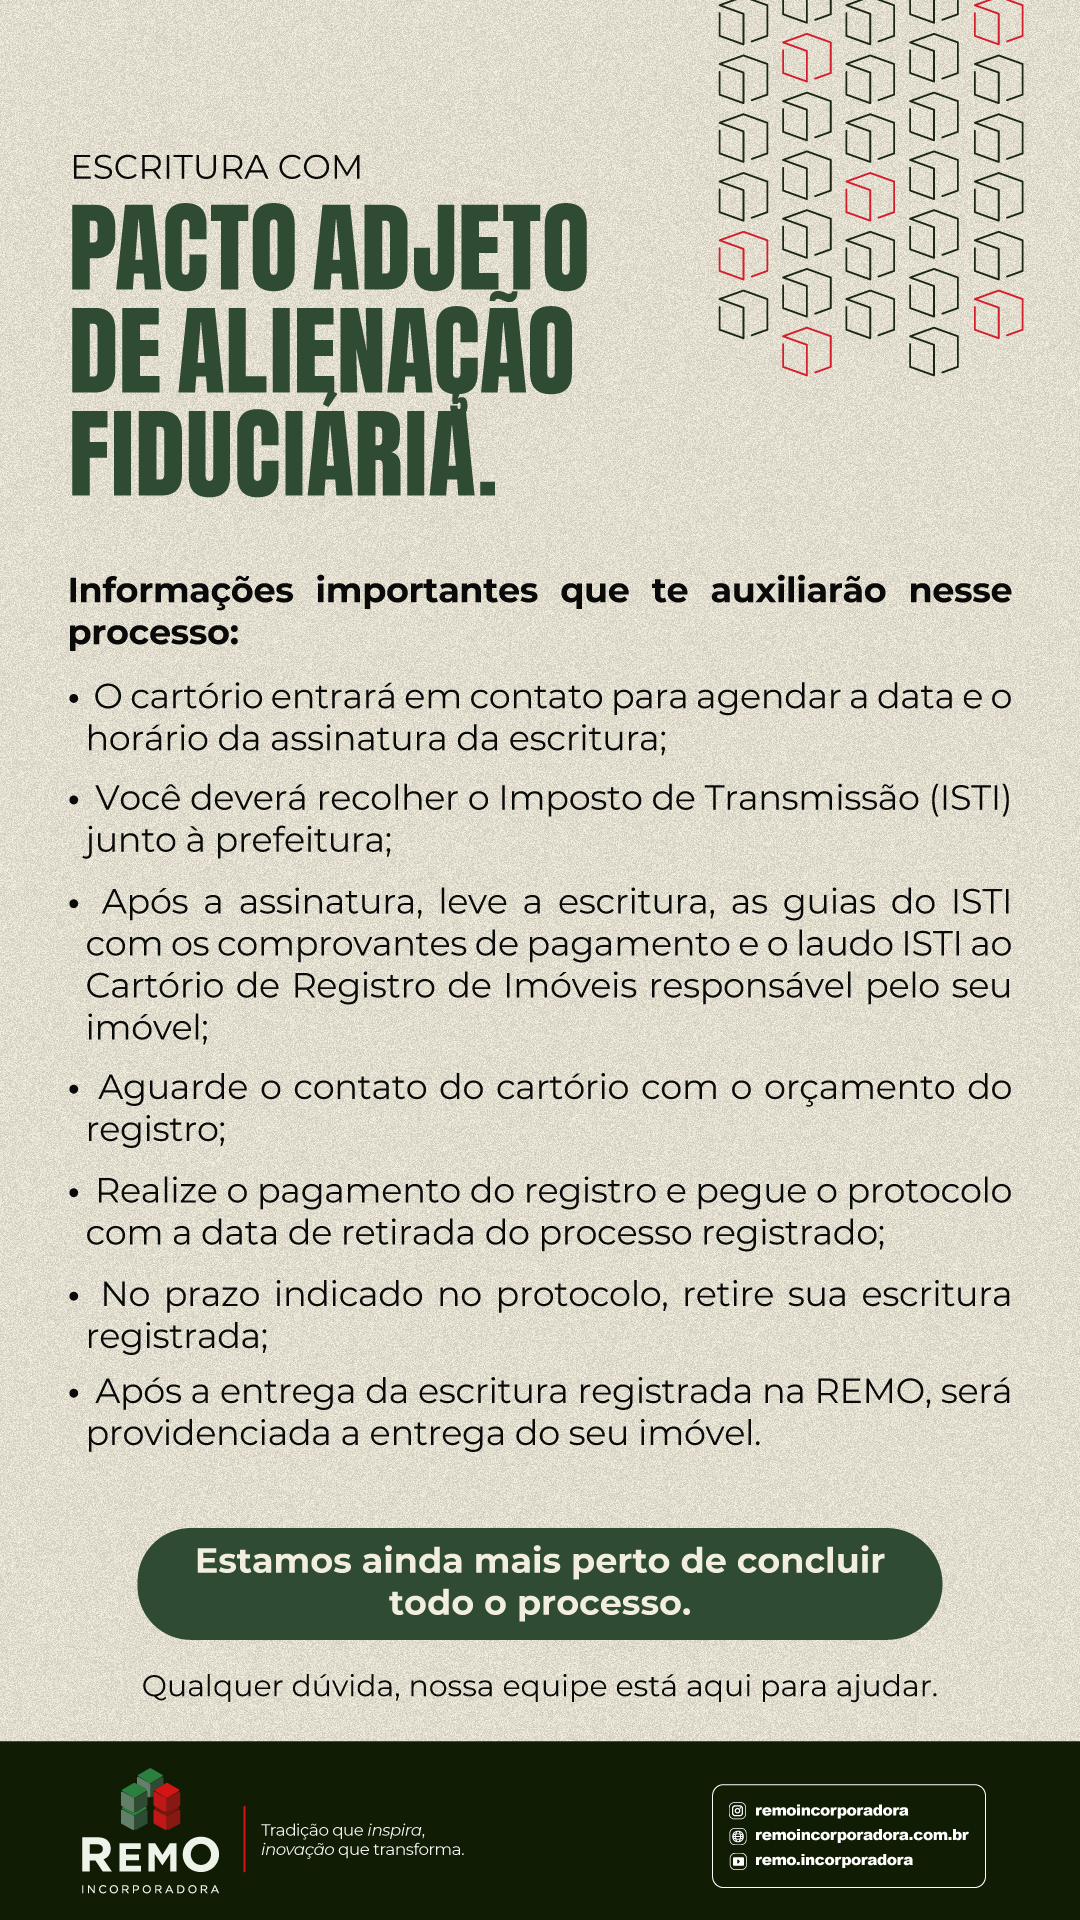 ESCRITURA COM
PACTO ADJETO
DE ALIENAÇÃO
FIDUCIÁRIA.
Informações importantes que te auxiliarão nesse
processo:
• O cartório entrará em contato para agendar a data e o
horário da assinatura da escritura;
• Você deverá recolher o Imposto de Transmissão (ISTI)
junto à prefeitura;
• Após a assinatura, leve a escritura, as guias do ISTI
com os comprovantes de pagamento e o laudo ISTI ao
Cartório de Registro de Imóveis responsável pelo seu
imóvel;
• Aguarde o contato do cartório com o orçamento do
registro;
• Realize o pagamento do registro e pegue o protocolo
com a data de retirada do processo registrado;
• No prazo indicado no protocolo, retire sua escritura
registrada;
• Após a entrega da escritura registrada na REMO, será
providenciada a entrega do seu imóvel.
Estamos ainda mais perto de concluir
todo o processo.
Qualquer dúvida, nossa equipe está aqui para ajudar.
REMO
INCORPORADORA
Tradição que inspira,
inovação que transforma.
remoincorporadora
remoincorporadora.com.br
remo.incorporadora